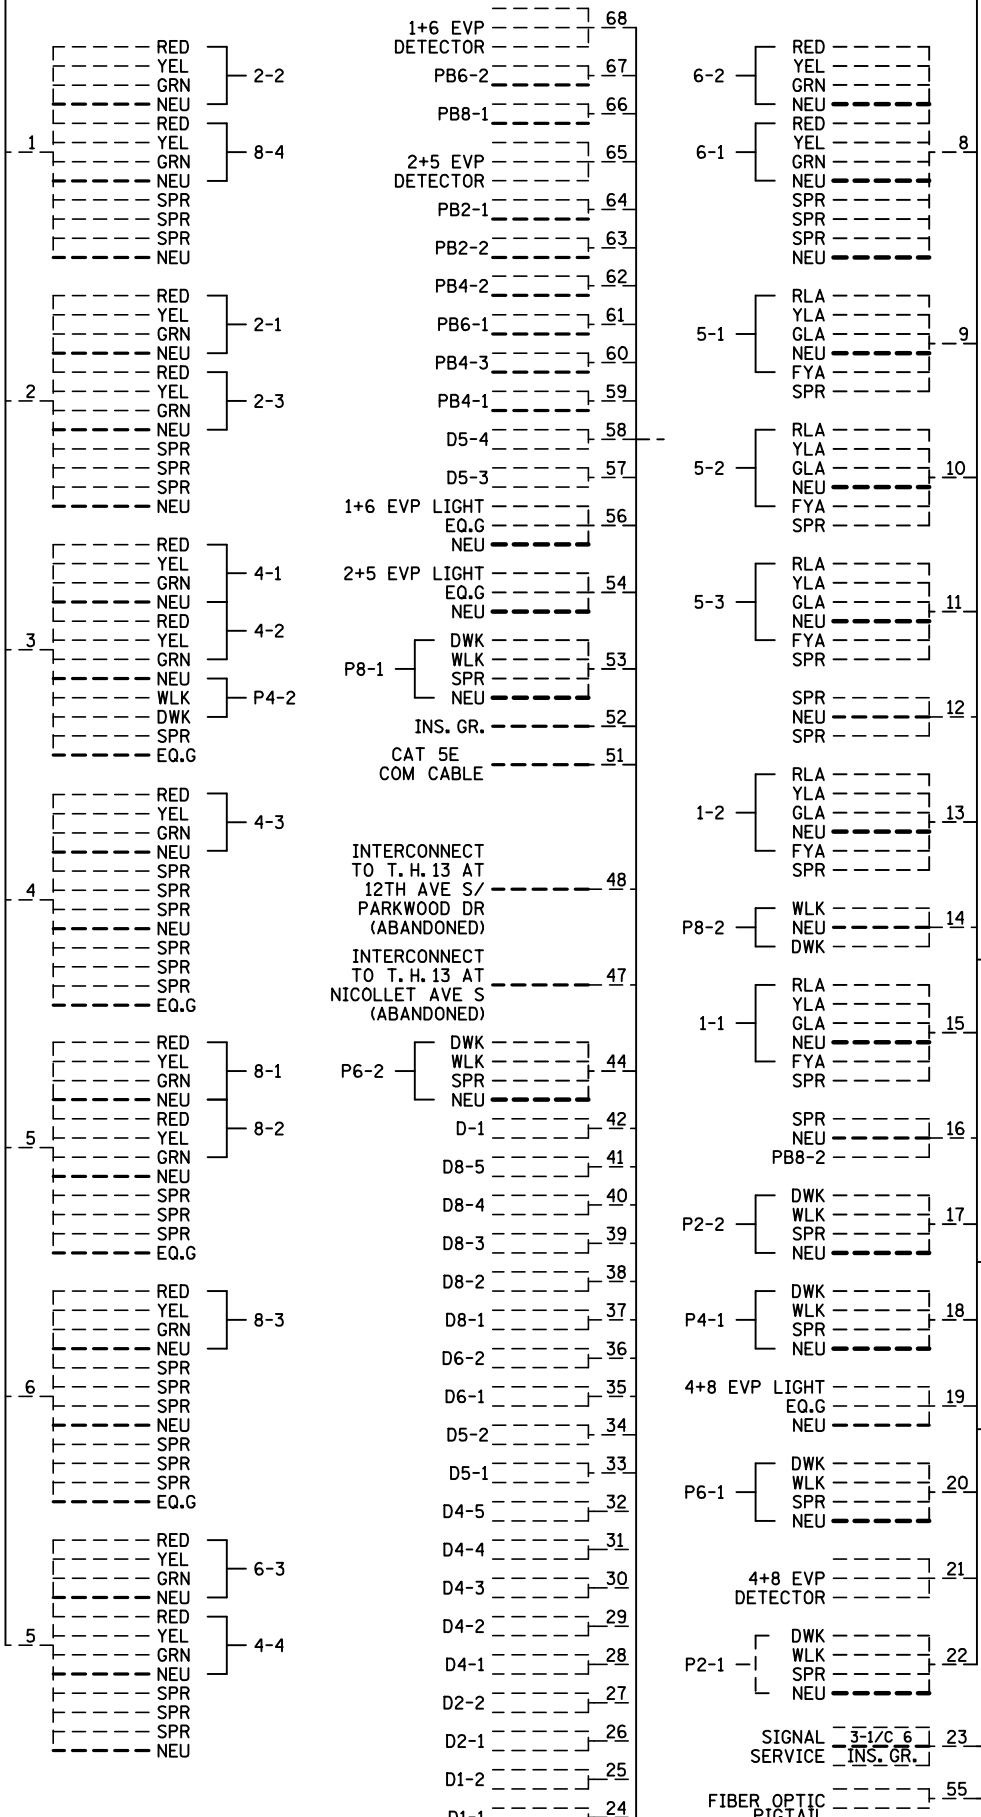 RED
YEL
GRN
NEU
2-2
RED
YEL
GRN
NEU
8-4
SPR
SPR
SPR
NEU
1
RED
YEL
GRN
NEU
2-1
RED
YEL
GRN
NEU
2-3
SPR
SPR
SPR
NEU
2
RED
YEL
GRN
NEU
4-1
RED
YEL
GRN
4-2
NEU
WLK
DWK
P4-2
SPR
EQ.G
3
RED
YEL
GRN
NEU
4-3
SPR
SPR
SPR
NEU
SPR
SPR
SPR
EQ.G
4
RED
YEL
GRN
NEU
8-1
RED
YEL
GRN
8-2
NEU
SPR
SPR
SPR
EQ.G
5
RED
YEL
GRN
NEU
8-3
SPR
SPR
SPR
NEU
SPR
SPR
SPR
EQ.G
6
RED
YEL
GRN
NEU
6-3
RED
YEL
GRN
NEU
4-4
SPR
SPR
SPR
NEU
5
1+6 EVP
DETECTOR
68
PB6-2
67
PB8-1
66
2+5 EVP
DETECTOR
65
PB2-1
64
PB2-2
63
PB4-2
62
PB6-1
61
PB4-3
60
PB4-1
59
D5-4
58
D5-3
57
1+6 EVP LIGHT
EQ.G
NEU
56
2+5 EVP LIGHT
EQ.G
NEU
54
P8-1
DWK
WLK
SPR
NEU
53
INS. GR.
52
CAT 5E
COM CABLE
51
INTERCONNECT
TO T.H.13 AT
12TH AVE S/
PARKWOOD DR
(ABANDONED)
48
INTERCONNECT
TO T.H.13 AT
NICOLLET AVE S
(ABANDONED)
47
P6-2
DWK
WLK
SPR
NEU
44
D-1
42
D8-5
41
D8-4
40
D8-3
39
D8-2
38
D8-1
37
D6-2
36
D6-1
35
D5-2
34
D5-1
33
D4-5
32
D4-4
31
D4-3
30
D4-2
29
D4-1
28
D2-2
27
D2-1
26
D1-2
25
D1-1
24
6-2
RED
YEL
GRN
NEU
6-1
RED
YEL
GRN
NEU
SPR
SPR
SPR
NEU
8
5-1
RLA
YLA
GLA
NEU
FYA
SPR
9
5-2
RLA
YLA
GLA
NEU
FYA
SPR
10
5-3
RLA
YLA
GLA
NEU
FYA
SPR
11
SPR
NEU
SPR
12
1-2
RLA
YLA
GLA
NEU
FYA
SPR
13
P8-2
WLK
NEU
DWK
14
1-1
RLA
YLA
GLA
NEU
FYA
SPR
15
SPR
NEU
PB8-2
16
P2-2
DWK
WLK
SPR
NEU
17
P4-1
DWK
WLK
SPR
NEU
18
4+8 EVP LIGHT
EQ.G
NEU
19
P6-1
DWK
WLK
SPR
NEU
20
4+8 EVP
DETECTOR
21
P2-1
DWK
WLK
SPR
NEU
22
SIGNAL
SERVICE
3-1/C 6
INS. GR.
23
FIBER OPTIC
PIGTAIL
55